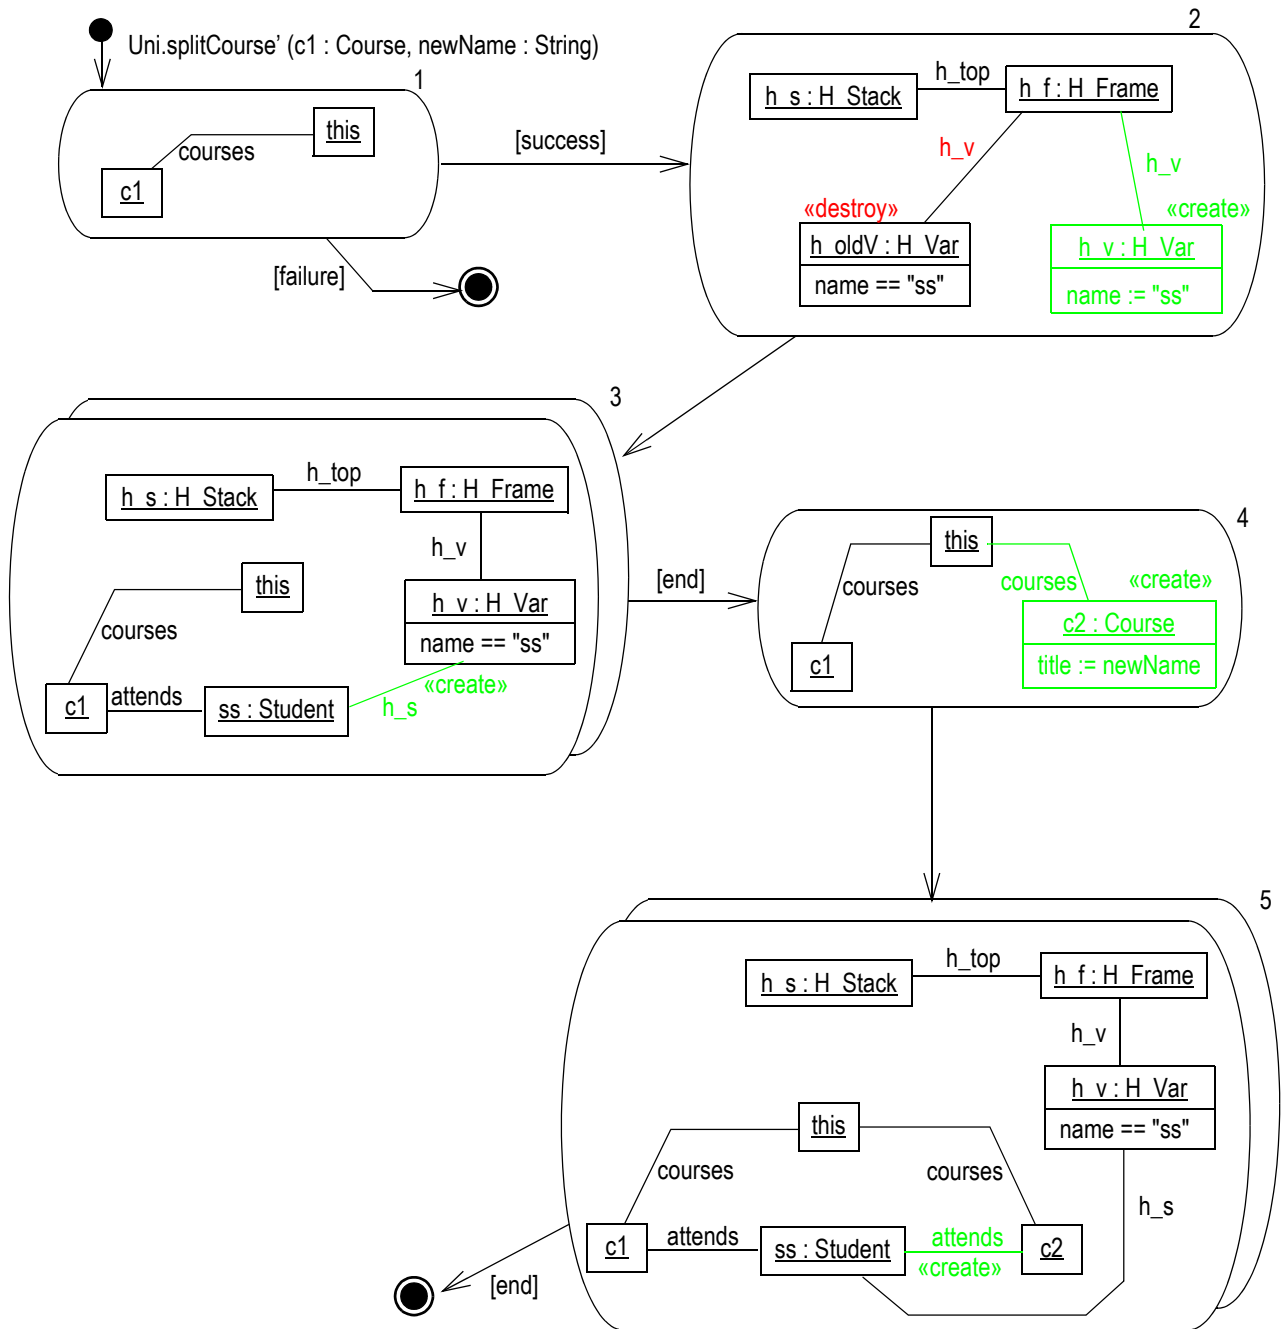 Uni.splitCourse’ (c1 : Course, newName : String)
1
this
courses
c1
[success]
[failure]
2
h_s : H_Stack
h_top
h_f : H_Frame
h_v
h_v
«destroy»
«create»
h_oldV : H_Var
name == "ss"
h_v : H_Var
name := "ss"
3
h_s : H_Stack
h_top
h_f : H_Frame
h_v
this
h_v : H_Var
name == "ss"
courses
c1
attends
ss : Student
h_s
«create»
[end]
4
this
courses
courses
«create»
c2 : Course
title := newName
c1
5
h_s : H_Stack
h_top
h_f : H_Frame
h_v
h_v : H_Var
name == "ss"
this
courses
courses
h_s
c1
attends
ss : Student
attends
«create»
c2
[end]